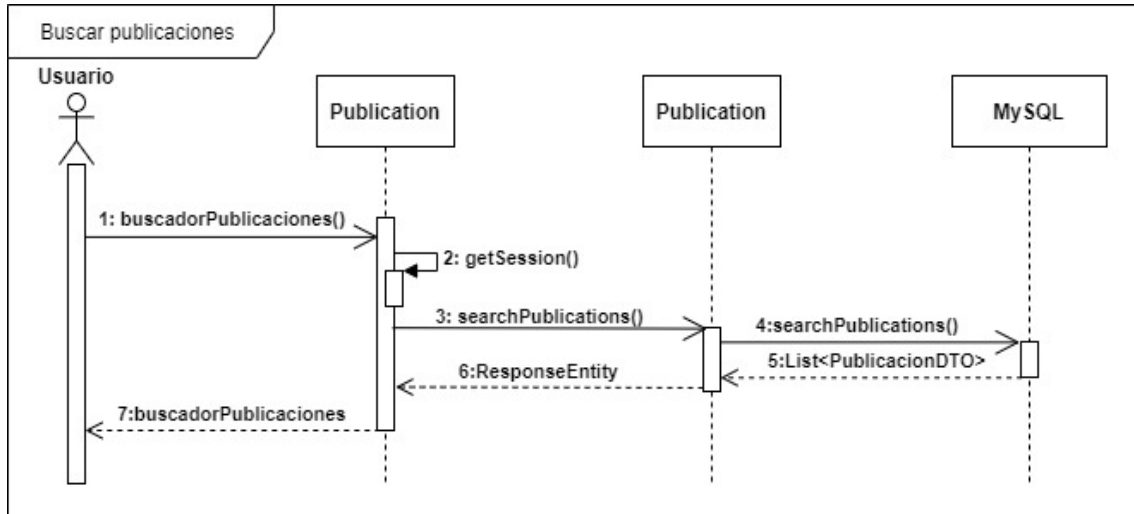 Buscar publicaciones
Usuario
Publication
Publication
MySQL
1: buscadorPublicaciones()
2: getSession()
3: searchPublications()
4:searchPublications()
5:List<PublicacionDTO>
6:ResponseEntity
7:buscadorPublicaciones